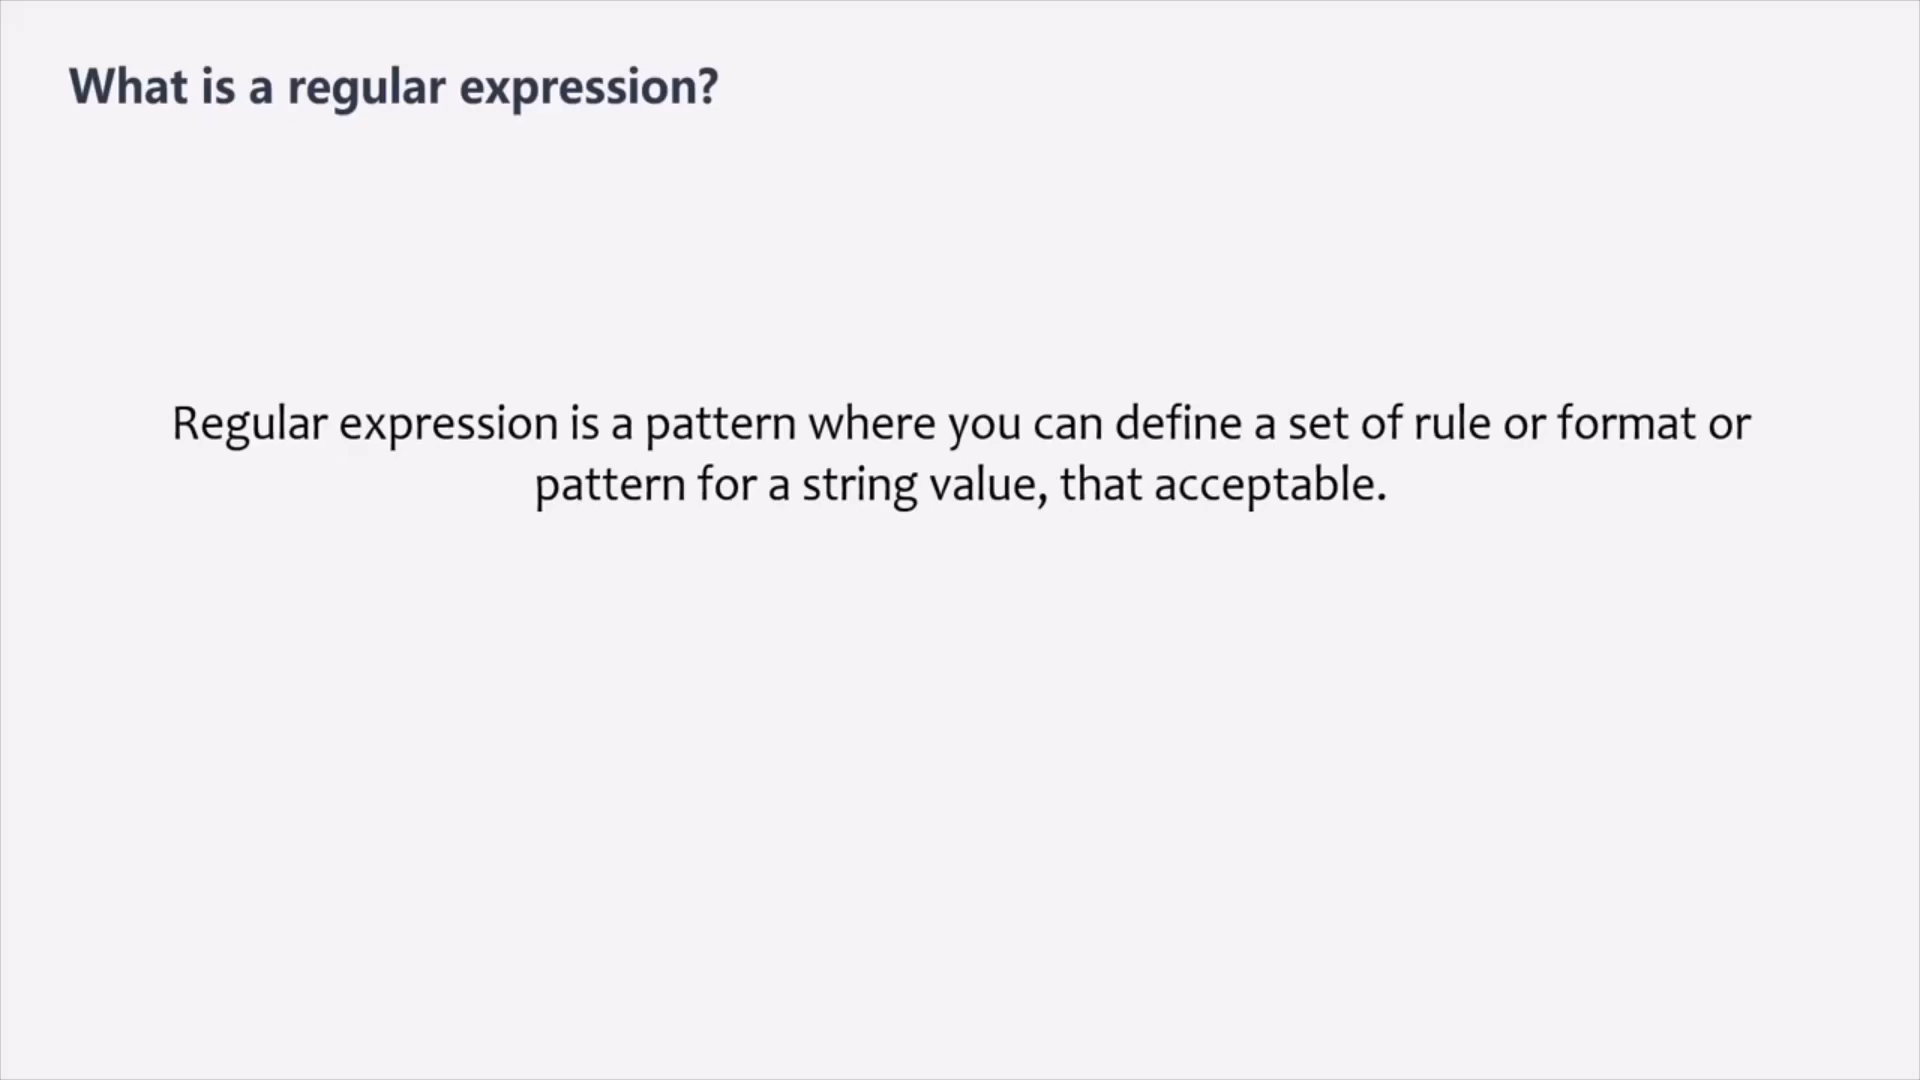 What is a regular expression?
Regular expression is a pattern where you can define a set of rule or format or
pattern for a string value, that acceptable.